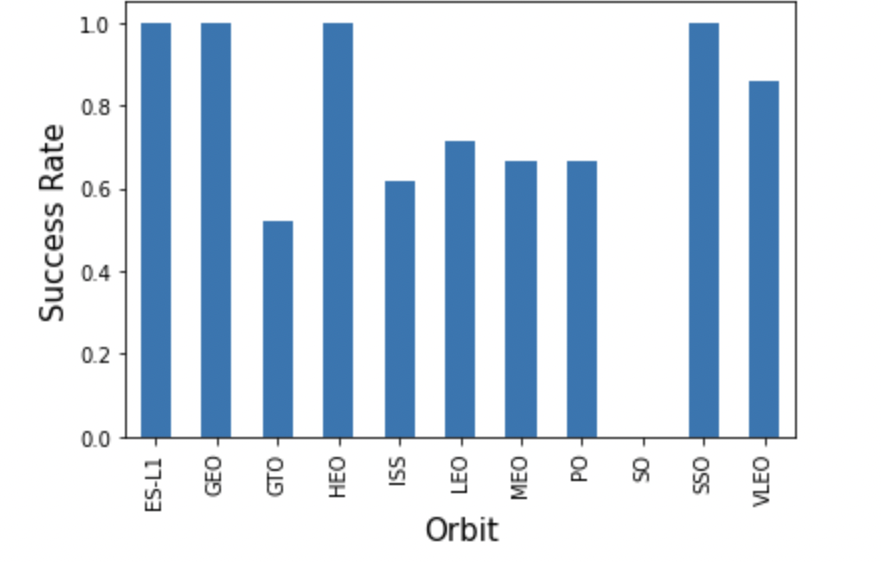 1.0
0.8
0.6
0.4
0.2
0.0
Success Rate
ES-L1
GEO
GTO
HEO
ISS
LEO
MEO
PO
SO
SSO
VLEO
Orbit